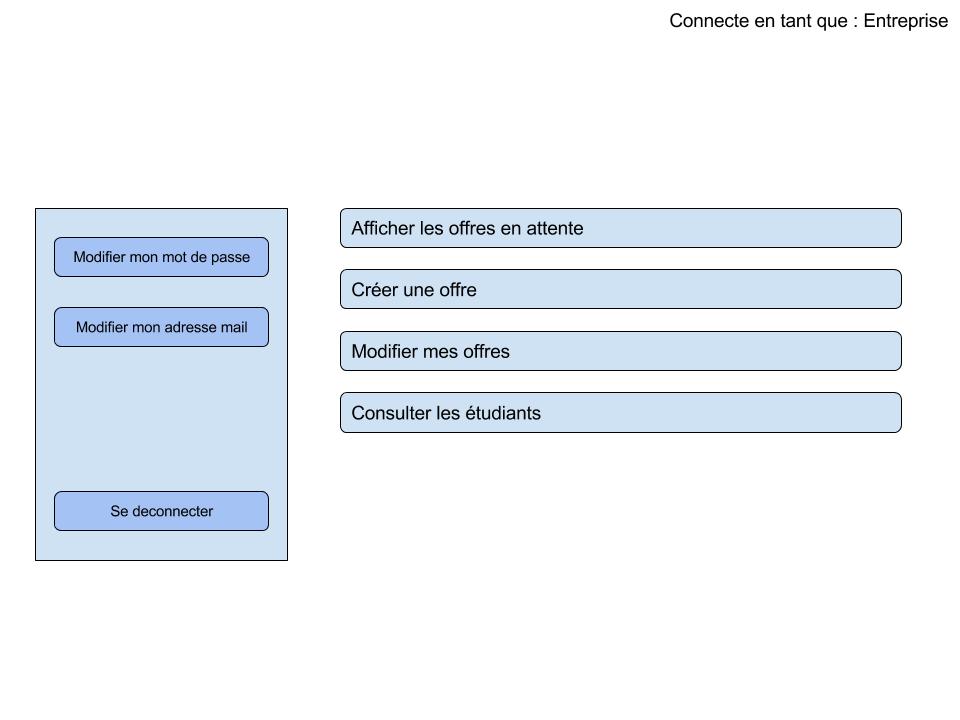 Connecte en tant que : Entreprise
Modifier mon mot de passe
Modifier mon adresse mail
Se deconnecter
Afficher les offres en attente
Créer une offre
Modifier mes offres
Consulter les étudiants